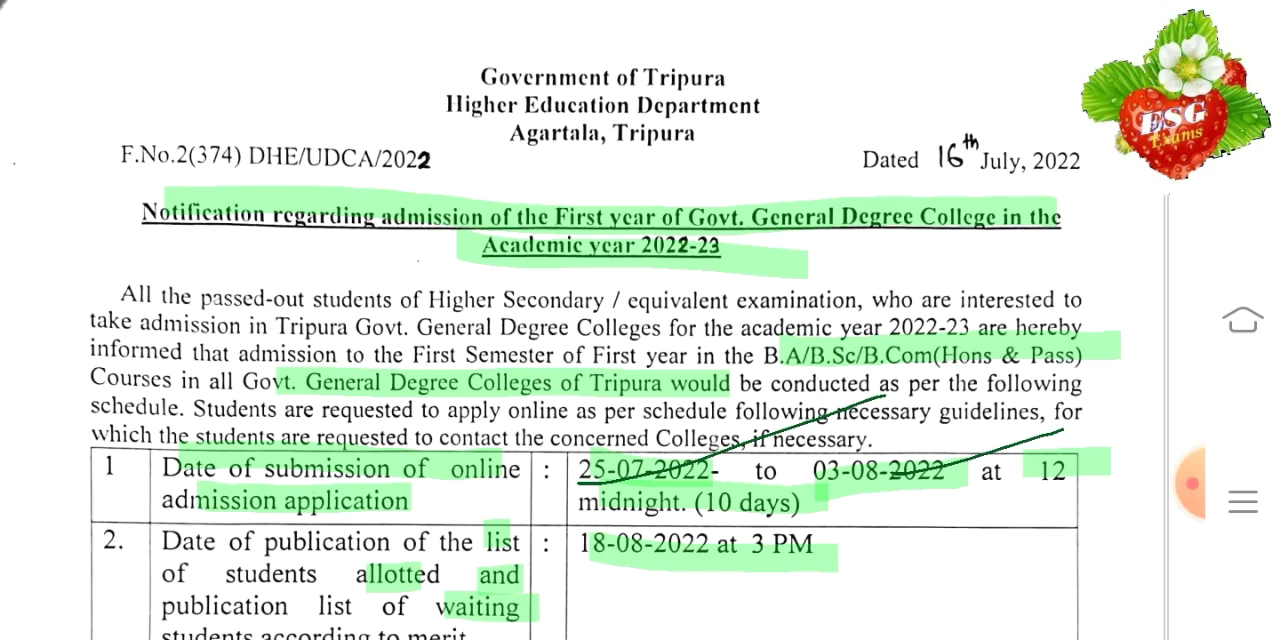 ESG
Exams
Government of Tripura
Higher Education Department
Agartala, Tripura
F.No.2(374) DHE/UDCA/2022
Dated 16th July, 2022
Notification regarding admission of the First year of Govt. General Degree College in the
Academic year 2022-23
All the passed-out students of Higher Secondary / equivalent examination, who are interested to
take admission in Tripura Govt. General Degree Colleges for the academic year 2022-23 are hereby
informed that admission to the First Semester of First year in the B.A/B.Sc/B.Com(Hons & Pass)
Courses in all Govt. General Degree Colleges of Tripura would be conducted as per the following
schedule. Students are requested to apply online as per schedule following necessary guidelines, for
which the students are requested to contact the concerned Colleges, if necessary.
1 Date of submission of online : 25-07-2022- to 03-08-2022 at 12
admission application midnight. (10 days)
2. Date of publication of the list : 18-08-2022 at 3 PM
of students allotted and
publication list of waiting
students according to merit